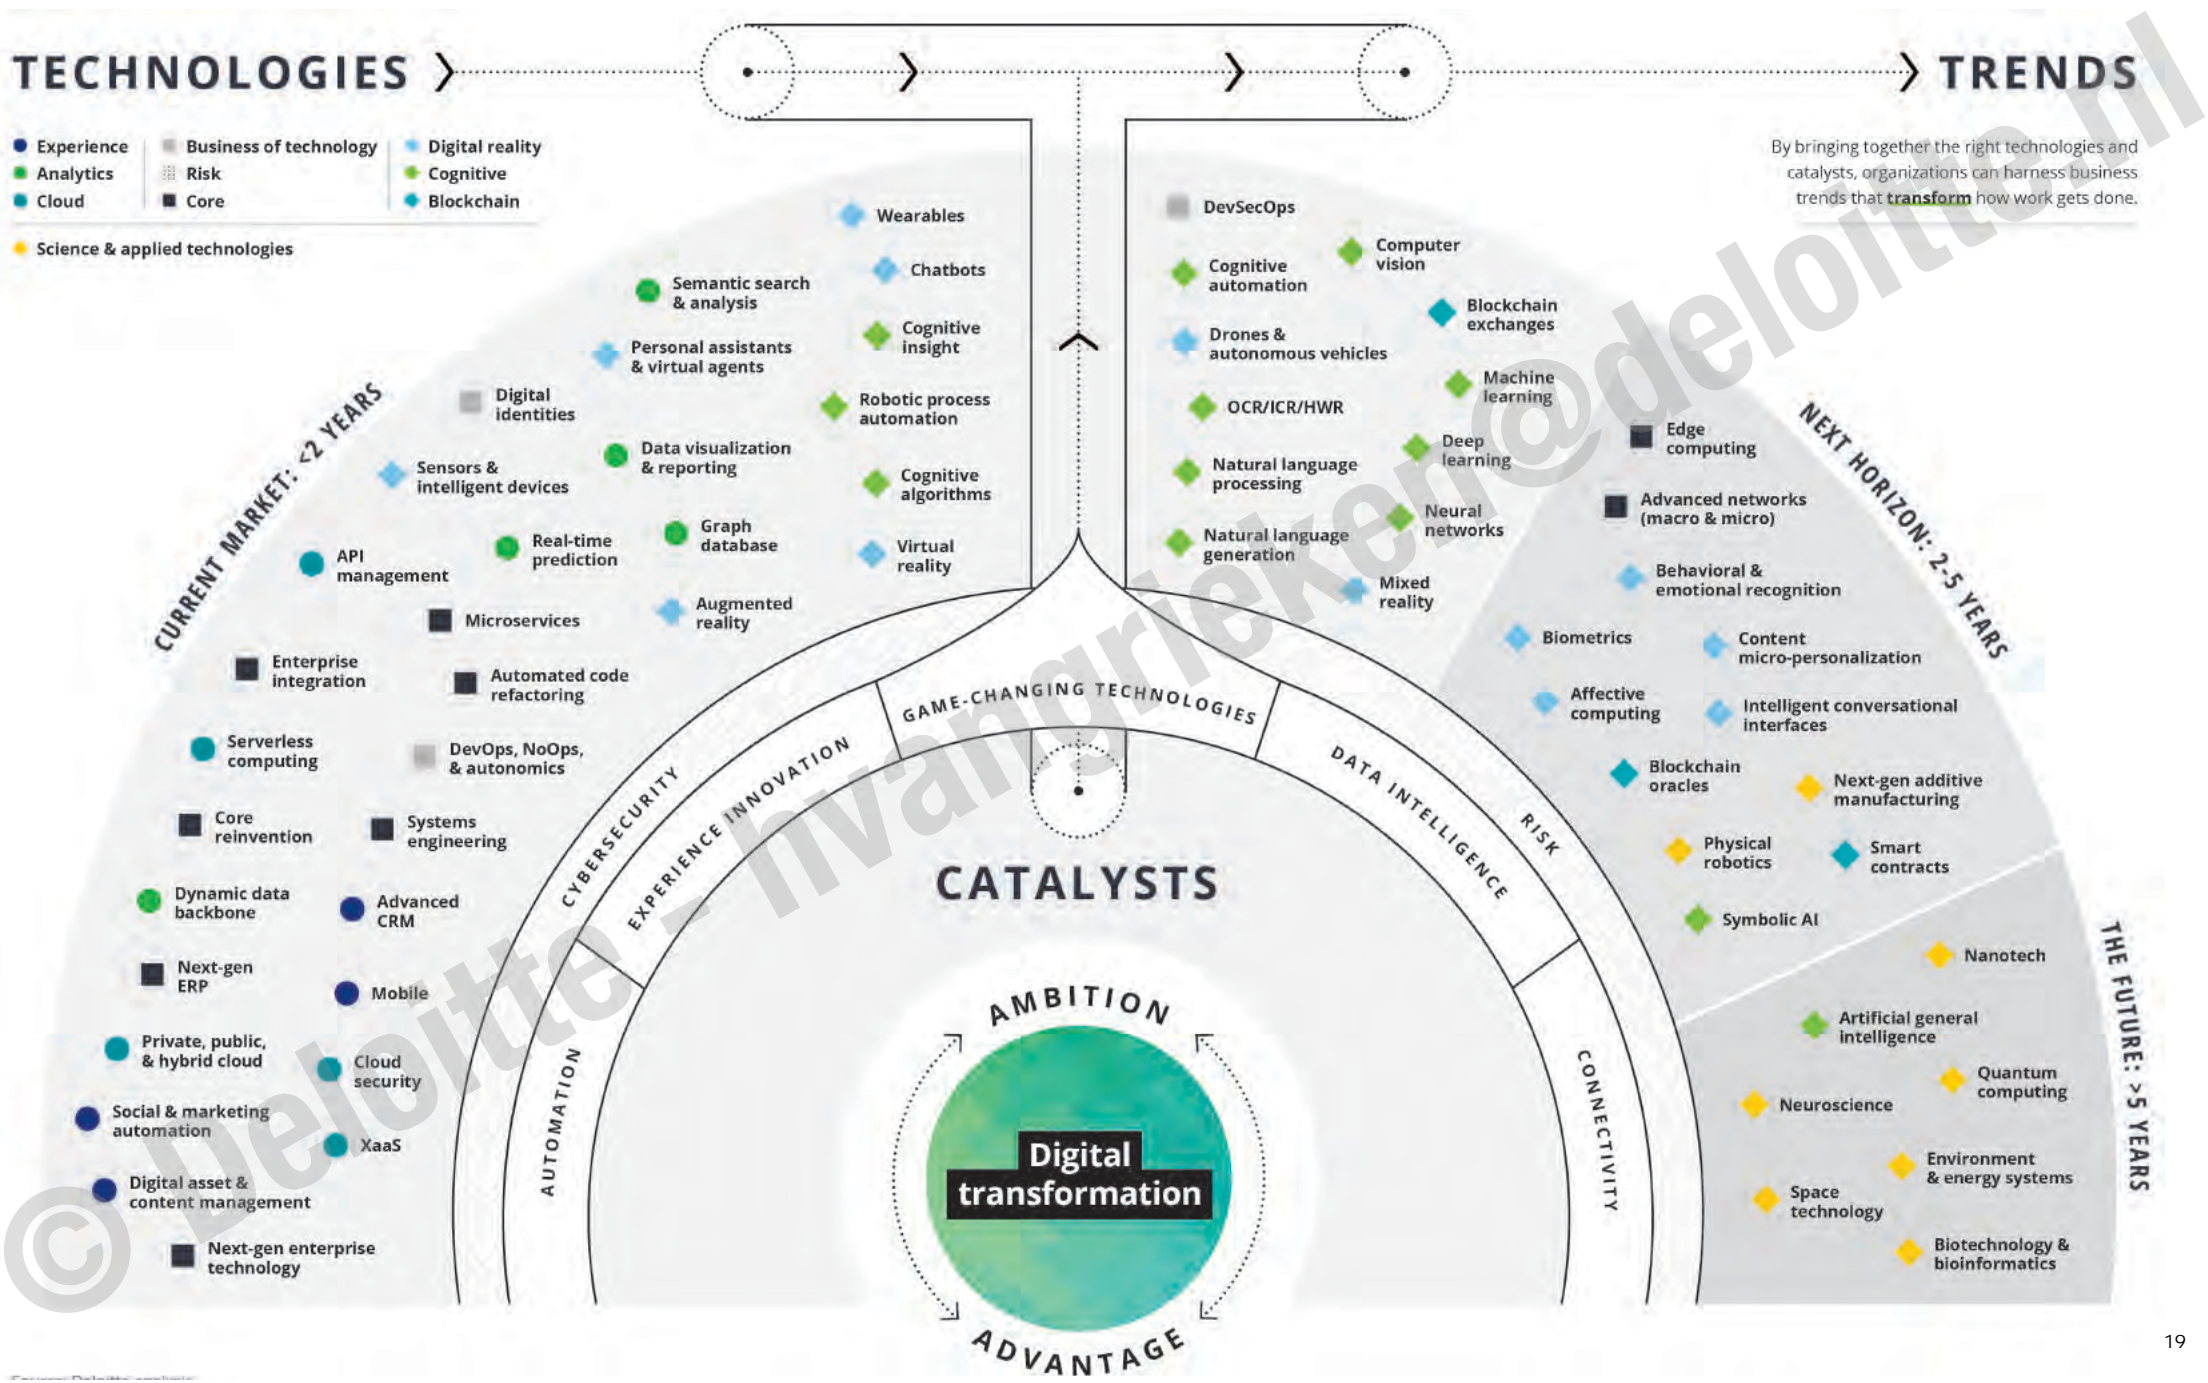 TECHNOLOGIES
TRENDS
Experience
Analytics
Cloud
Business of technology
Risk
Core
Digital reality
Cognitive
Blockchain
Science & applied technologies
By bringing together the right technologies and
catalysts, organizations can harness business
trends that transform how work gets done.
CURRENT MARKET: <2 YEARS
Wearables
Chatbots
Semantic search
& analysis
Cognitive
insight
Personal assistants
& virtual agents
Digital
identities
Robotic process
automation
Data visualization
& reporting
Sensors &
intelligent devices
Cognitive
algorithms
Graph
database
Real-time
prediction
Virtual
reality
API
management
Augmented
reality
Microservices
Enterprise
integration
Automated code
refactoring
Serverless
computing
DevOps, NoOps,
& autonomics
Core
reinvention
Systems
engineering
Dynamic data
backbone
Advanced
CRM
Next-gen
ERP
Mobile
Private, public,
& hybrid cloud
Cloud
security
Social & marketing
automation
XaaS
Digital asset &
content management
Next-gen enterprise
technology
DevSecOps
Computer
vision
Cognitive
automation
Blockchain
exchanges
Drones &
autonomous vehicles
Machine
learning
OCR/ICR/HWR
Deep
learning
Natural language
processing
Neural
networks
Natural language
generation
Mixed
reality
NEXT HORIZON: 2-5 YEARS
Edge
computing
Advanced networks
(macro & micro)
Behavioral &
emotional recognition
Biometrics
Content
micro-personalization
Affective
computing
Intelligent conversational
interfaces
Blockchain
oracles
Next-gen additive
manufacturing
Physical
robotics
Smart
contracts
Symbolic AI
THE FUTURE: >5 YEARS
Nanotech
Artificial general
intelligence
Quantum
computing
Neuroscience
Environment
& energy systems
Space
technology
Biotechnology &
bioinformatics
CYBERSECURITY
RISK
AUTOMATION
EXPERIENCE INNOVATION
GAME-CHANGING TECHNOLOGIES
DATA INTELLIGENCE
CONNECTIVITY
CATALYSTS
AMBITION
Digital
transformation
ADVANTAGE
© Deloitte - hvangrieken@deloitte.nl
19
Source: Deloitte analysis